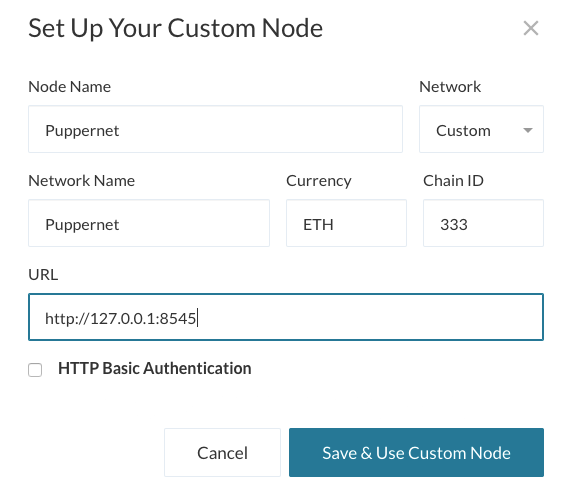 Set Up Your Custom Node
Node Name Network
Puppernet Custom
Network Name Currency Chain ID
Puppernet ETH 333
URL
http://127.0.0.1:8545
HTTP Basic Authentication
Cancel Save & Use Custom Node